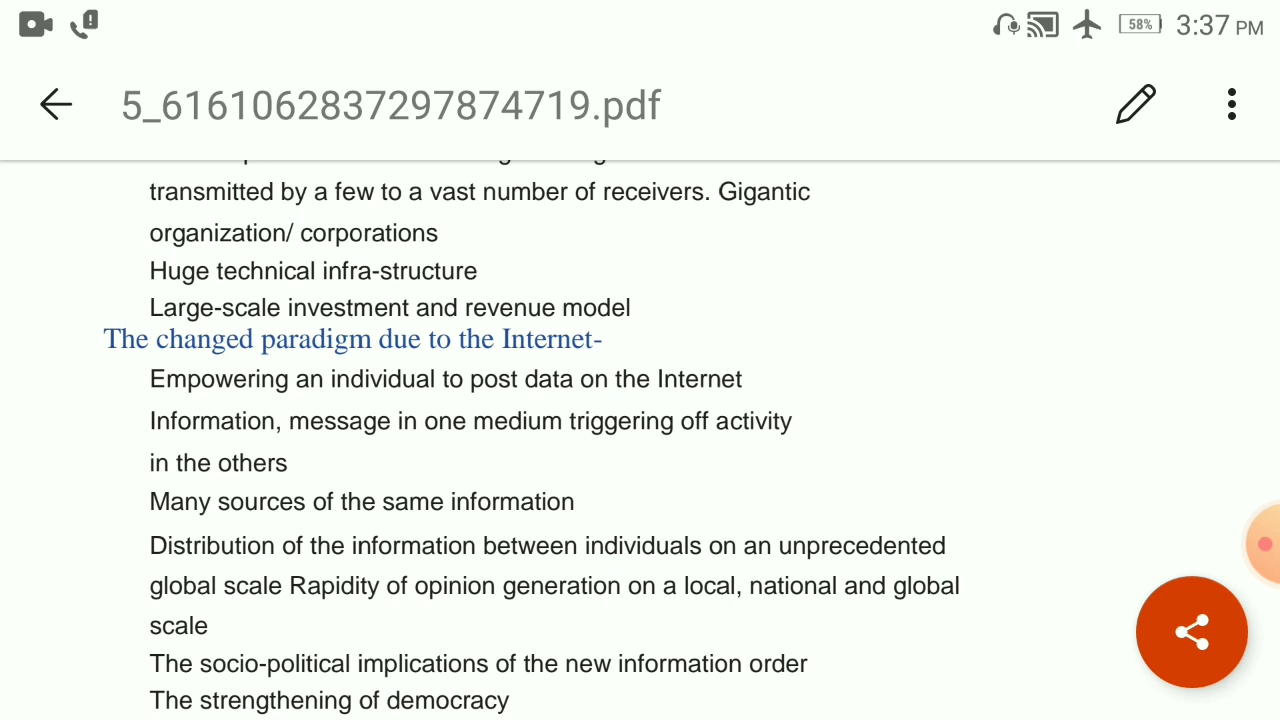 58% 3:37 PM
5_6161062837297874719.pdf
transmitted by a few to a vast number of receivers. Gigantic
organization/ corporations
Huge technical infra-structure
Large-scale investment and revenue model
The changed paradigm due to the Internet-
Empowering an individual to post data on the Internet
Information, message in one medium triggering off activity
in the others
Many sources of the same information
Distribution of the information between individuals on an unprecedented
global scale Rapidity of opinion generation on a local, national and global
scale
The socio-political implications of the new information order
The strengthening of democracy